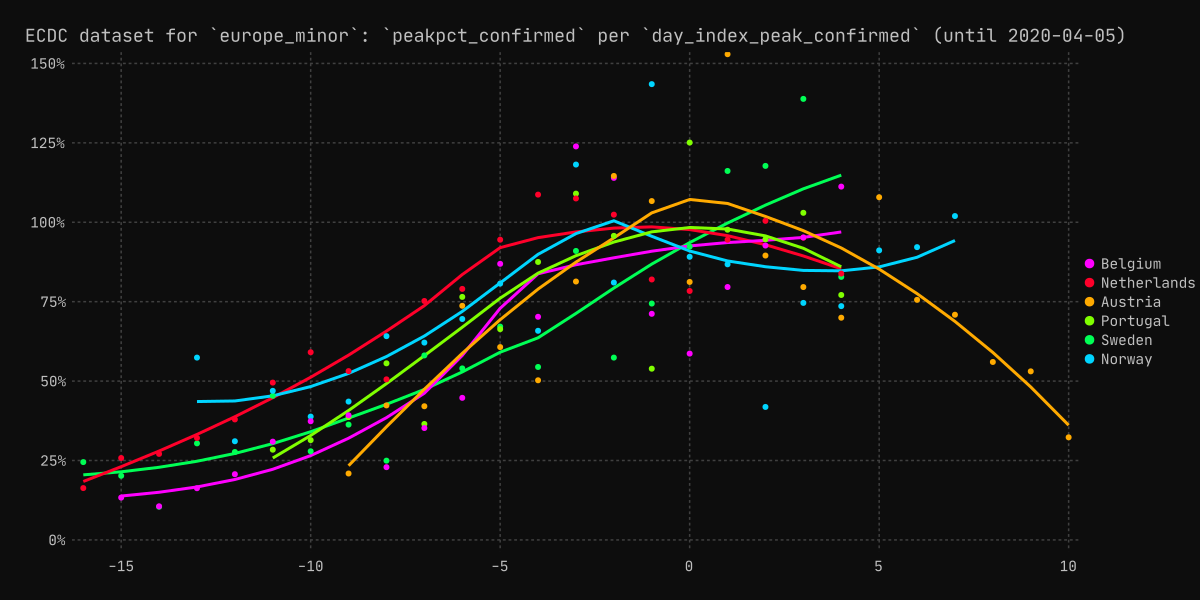 ECDC dataset for `europe_minor`: `peakpct_confirmed` per `day_index_peak_confirmed` (until 2020-04-05)
150%
125%
100%
75%
50%
25%
0%
−15 −10 −5 0 5 10
Belgium
Netherlands
Austria
Portugal
Sweden
Norway